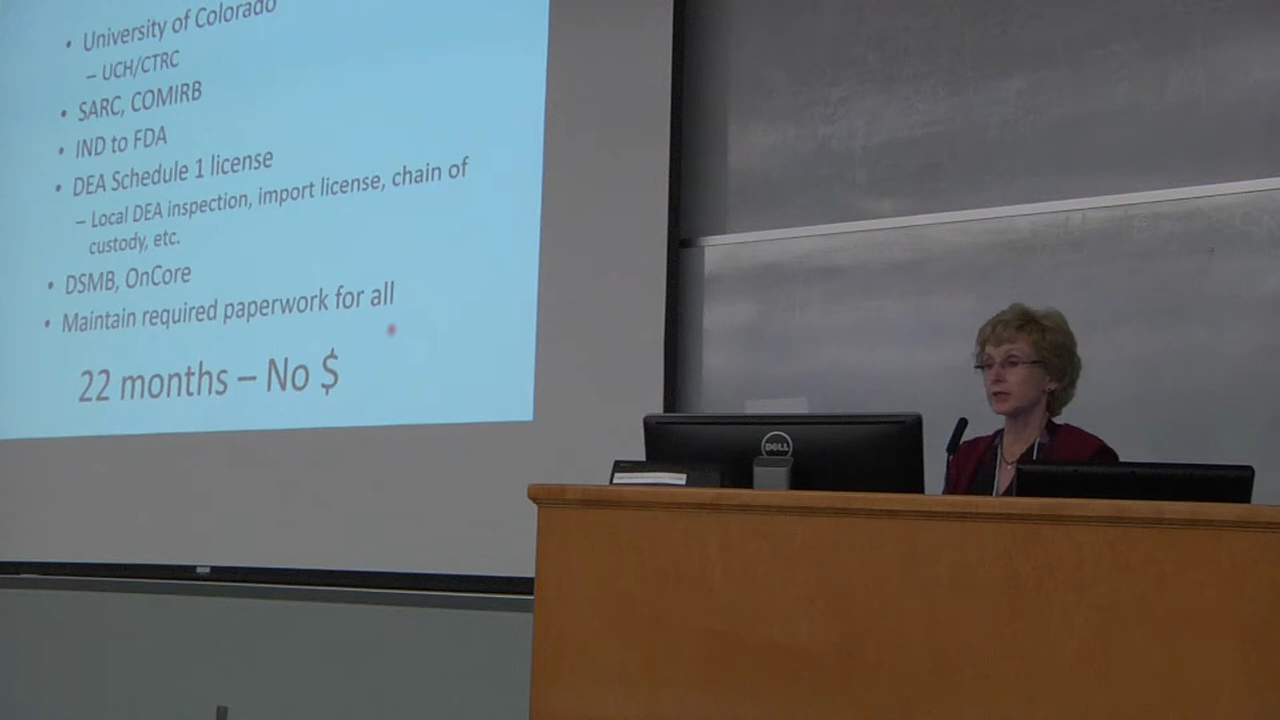 • University of Colorado
– UCH/CTRC
• SARC, COMIRB
• IND to FDA
• DEA Schedule 1 license
– Local DEA inspection, import license, chain of
custody, etc.
• DSMB, OnCore
• Maintain required paperwork for all
22 months – No $
DELL